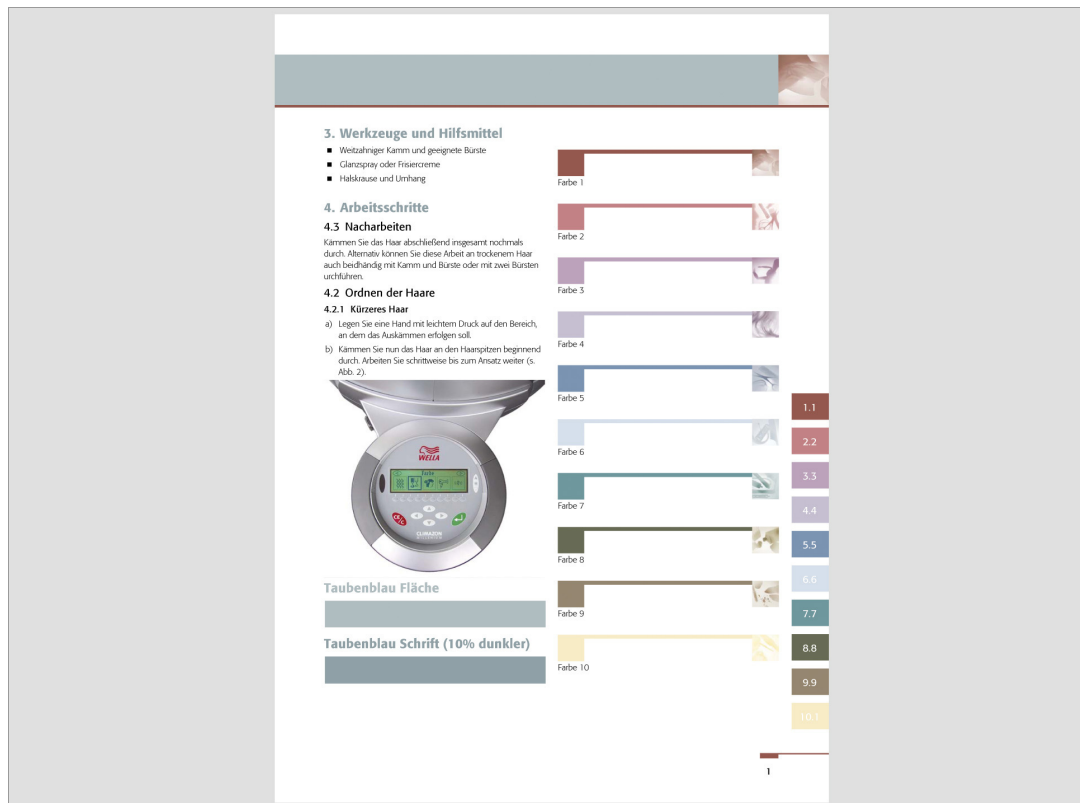 3. Werkzeuge und Hilfsmittel
Weitzahniger Kamm und geeignete Bürste
Glanzspray oder Frisiercreme
Halskrause und Umhang
4. Arbeitsschritte
4.3 Nacharbeiten
Kämmen Sie das Haar abschließend insgesamt nochmals
durch. Alternativ können Sie diese Arbeit an trockenem Haar
auch beidhändig mit Kamm und Bürste oder mit zwei Bürsten
urchführen.
4.2 Ordnen der Haare
4.2.1 Kürzeres Haar
a) Legen Sie eine Hand mit leichtem Druck auf den Bereich,
an dem das Auskämmen erfolgen soll.
b) Kämmen Sie nun das Haar an den Haarspitzen beginnend
durch. Arbeiten Sie schrittweise bis zum Ansatz weiter (s.
Abb. 2).
WELLA
Farbe
CLIMAZON
Taubenblau Fläche
Taubenblau Schrift (10% dunkler)
Farbe 1
Farbe 2
Farbe 3
Farbe 4
Farbe 5
Farbe 6
Farbe 7
Farbe 8
Farbe 9
Farbe 10
1.1
2.2
3.3
4.4
5.5
6.6
7.7
8.8
9.9
10.1
1